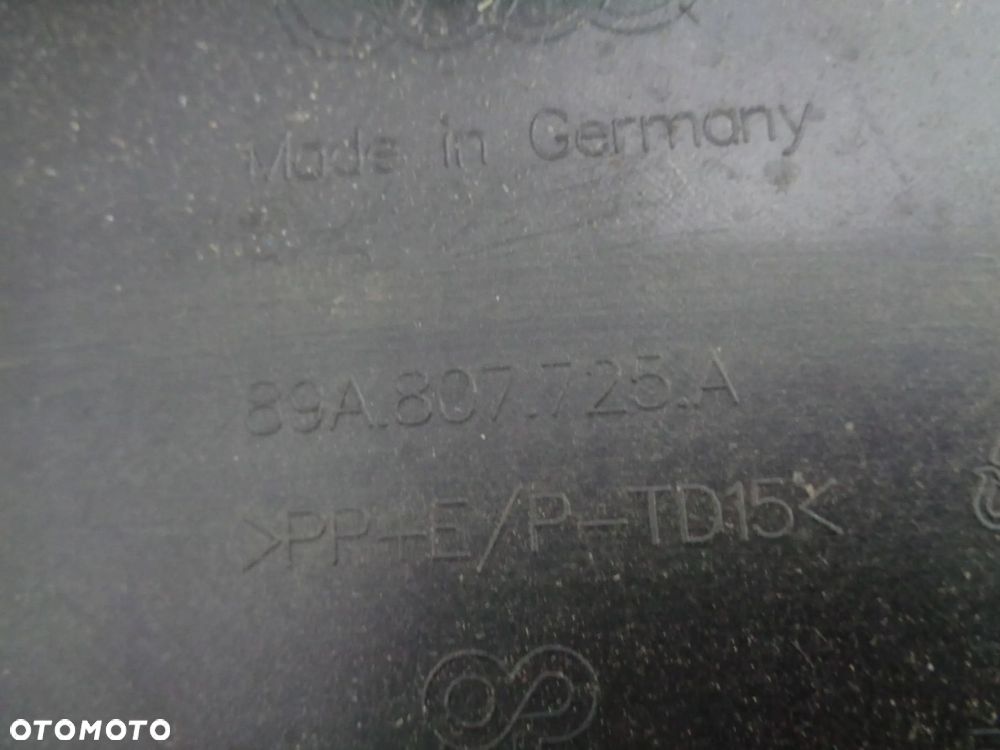 Made in Germany
89A.807.725.A
>PP+E/P-TD15<
OTOMOTO